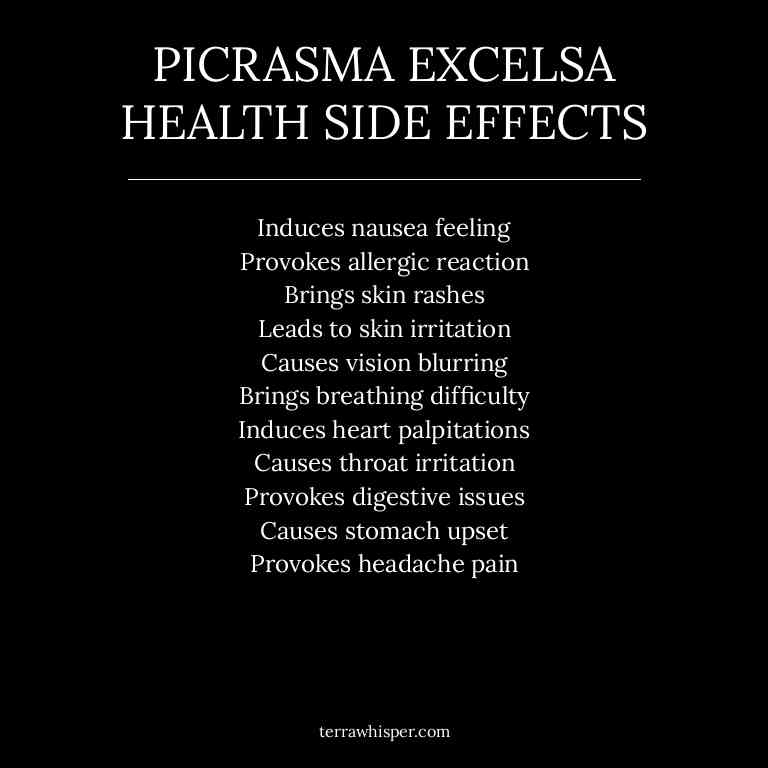 PICRASMA EXCELSA
HEALTH SIDE EFFECTS
Induces nausea feeling
Provokes allergic reaction
Brings skin rashes
Leads to skin irritation
Causes vision blurring
Brings breathing difficulty
Induces heart palpitations
Causes throat irritation
Provokes digestive issues
Causes stomach upset
Provokes headache pain
terrawhisper.com